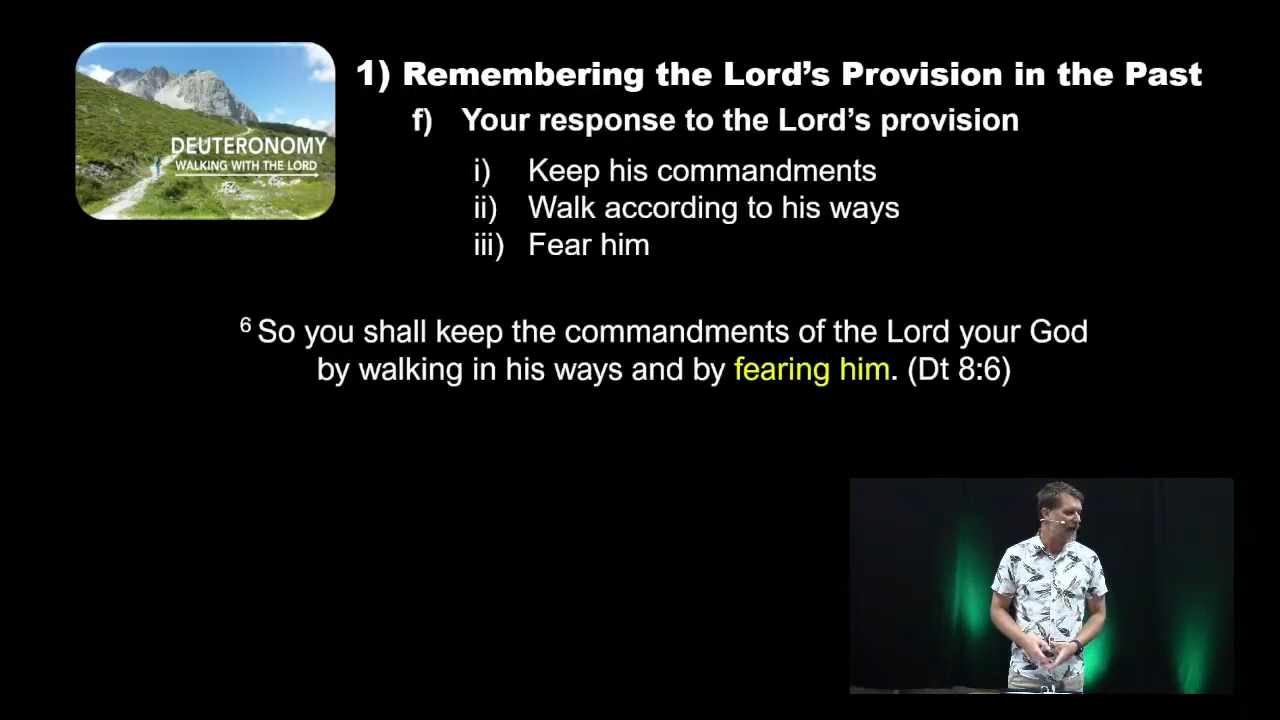 DEUTERONOMY
WALKING WITH THE LORD
1) Remembering the Lord’s Provision in the Past
f) Your response to the Lord’s provision
i) Keep his commandments
ii) Walk according to his ways
iii) Fear him
6 So you shall keep the commandments of the Lord your God
by walking in his ways and by fearing him. (Dt 8:6)